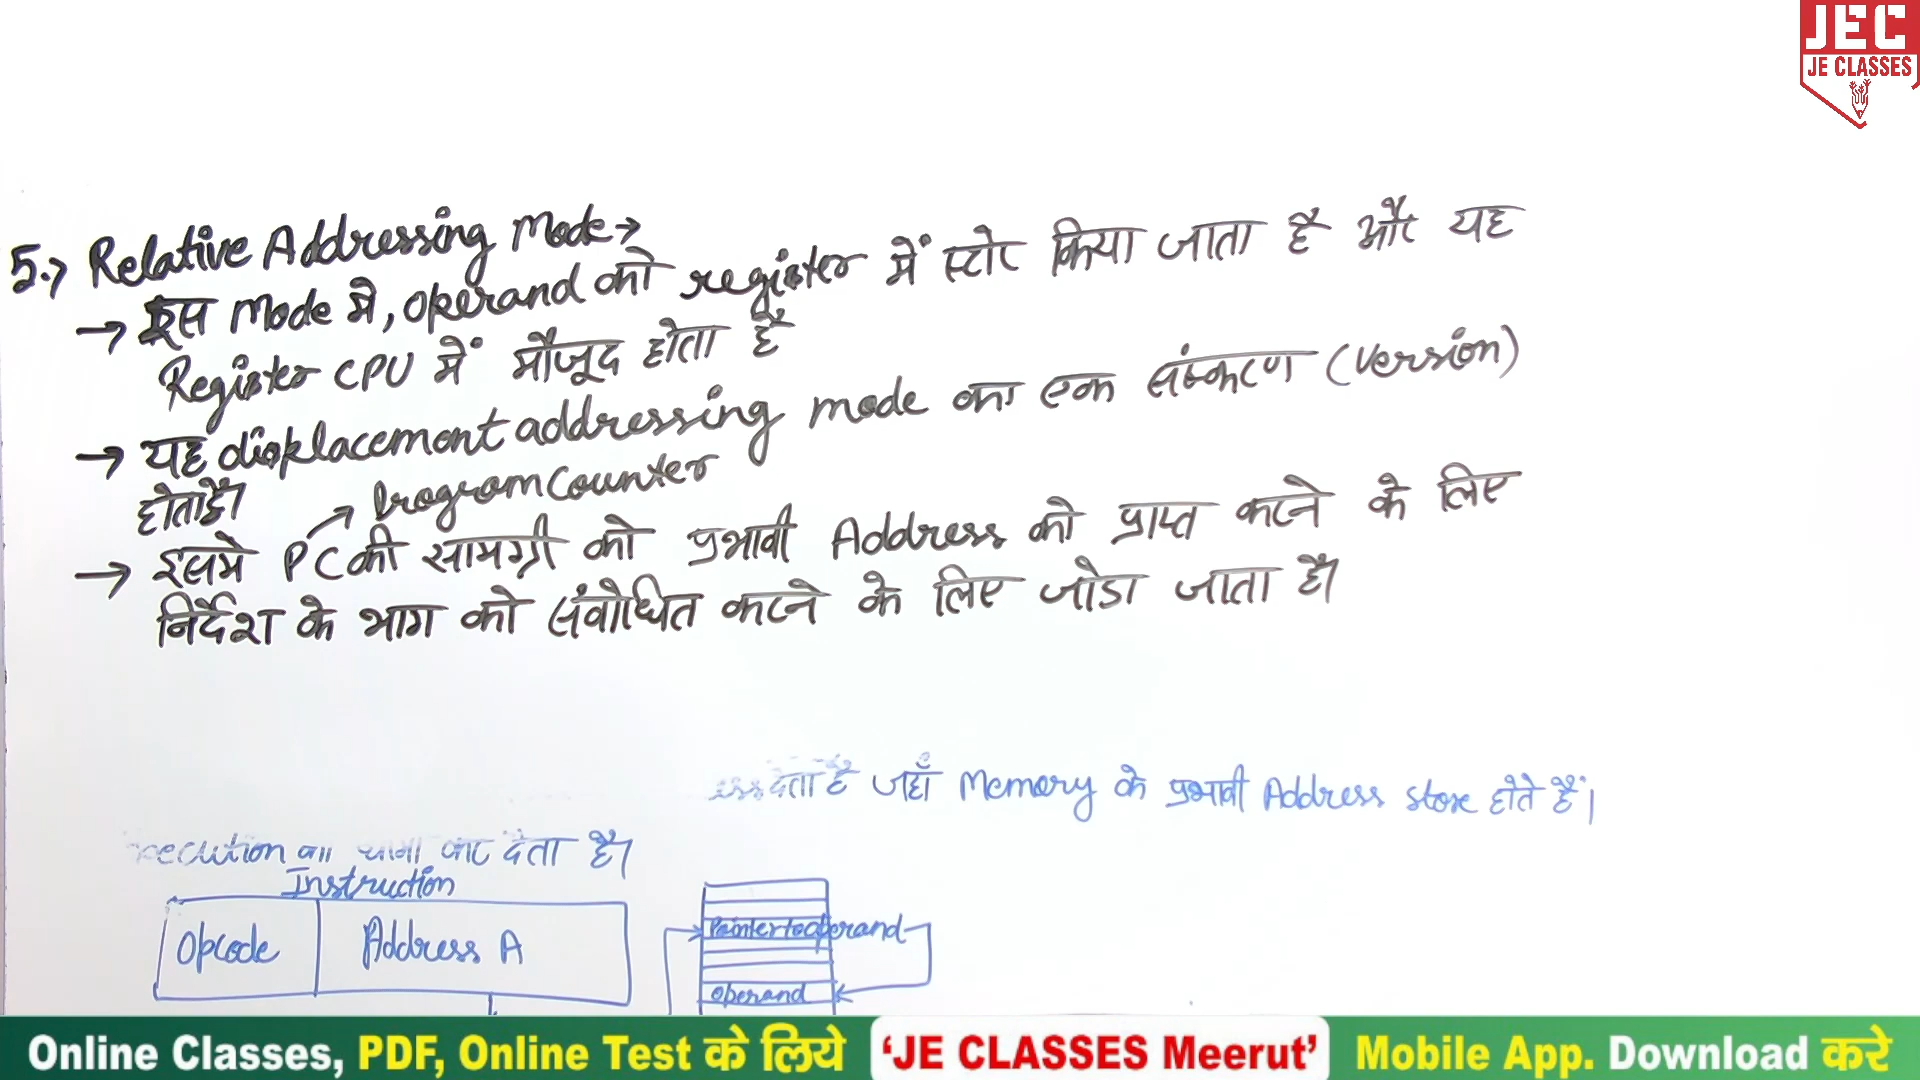 JEC
JE CLASSES
5.→ Relative Addressing Mode→
→ इस Mode मे, operand को register में स्टोर किया जाता है और यह
Register CPU में मौजूद होता है
→ यह displacement addressing mode का एक संस्करण (version)
होता है।
→ Program Counter
→ इसमे PC की सामग्री को प्रभावी Address को प्राप्त करने के लिए
निर्देश के भाग को संबोधित करने के लिए जोडा जाता है।
देता है जहाँ Memory के प्रभावी Address store होते हैं।
देता है।
Instruction
Opcode Address A
Pointer to operand
Operand
Online Classes, PDF, Online Test के लिये 'JE CLASSES Meerut' Mobile App. Download करे